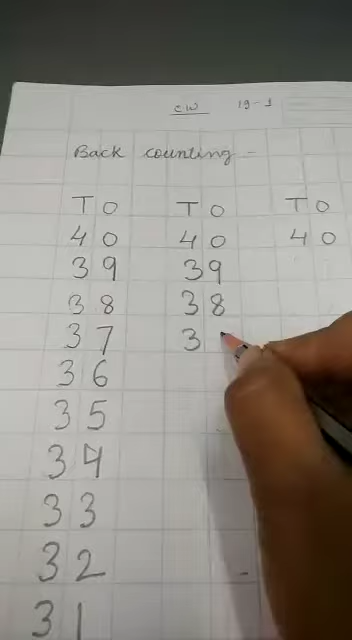 CW 19-1
Back counting -
T O T O T O
4 0 4 0 4 0
3 9 3 9
3 8 3 8
3 7 3
3 6
3 5
3 4
3 3
3 2
3 1